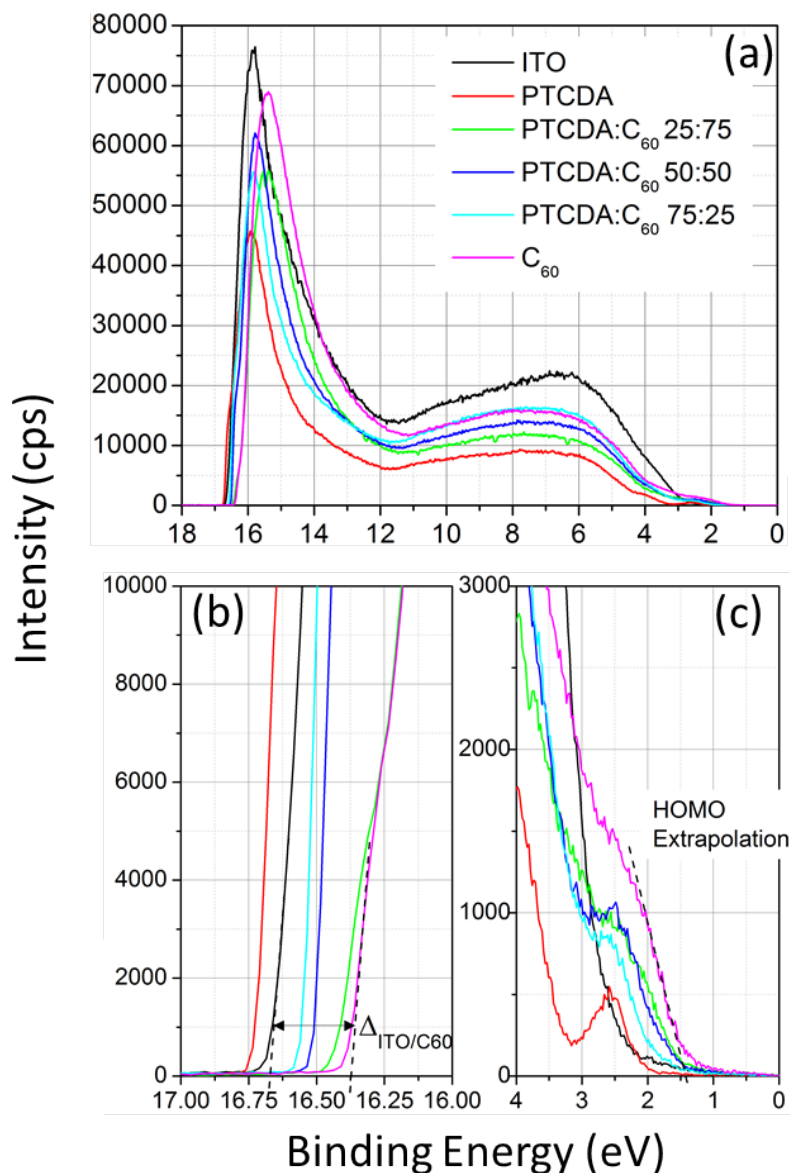 (a)
80000
70000
60000
50000
40000
30000
20000
10000
0
ITO
PTCDA
PTCDA:C₆₀ 25:75
PTCDA:C₆₀ 50:50
PTCDA:C₆₀ 75:25
C₆₀
18 16 14 12 10 8 6 4 2 0
Intensity (cps)
(b)
10000
8000
6000
4000
2000
0
Δ_ITO/C60
17.00 16.75 16.50 16.25 16.00
(c)
3000
2000
1000
0
HOMO
Extrapolation
4 3 2 1 0
Binding Energy (eV)